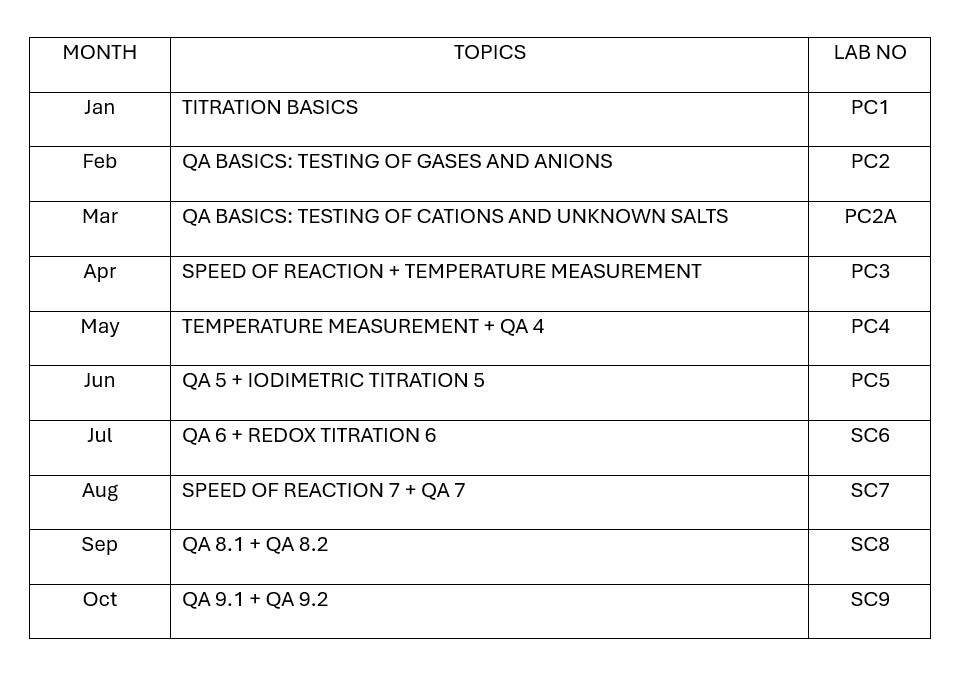 MONTH TOPICS LAB NO
Jan TITRATION BASICS PC1
Feb QA BASICS: TESTING OF GASES AND ANIONS PC2
Mar QA BASICS: TESTING OF CATIONS AND UNKNOWN SALTS PC2A
Apr SPEED OF REACTION + TEMPERATURE MEASUREMENT PC3
May TEMPERATURE MEASUREMENT + QA 4 PC4
Jun QA 5 + IODIMETRIC TITRATION 5 PC5
Jul QA 6 + REDOX TITRATION 6 SC6
Aug SPEED OF REACTION 7 + QA 7 SC7
Sep QA 8.1 + QA 8.2 SC8
Oct QA 9.1 + QA 9.2 SC9